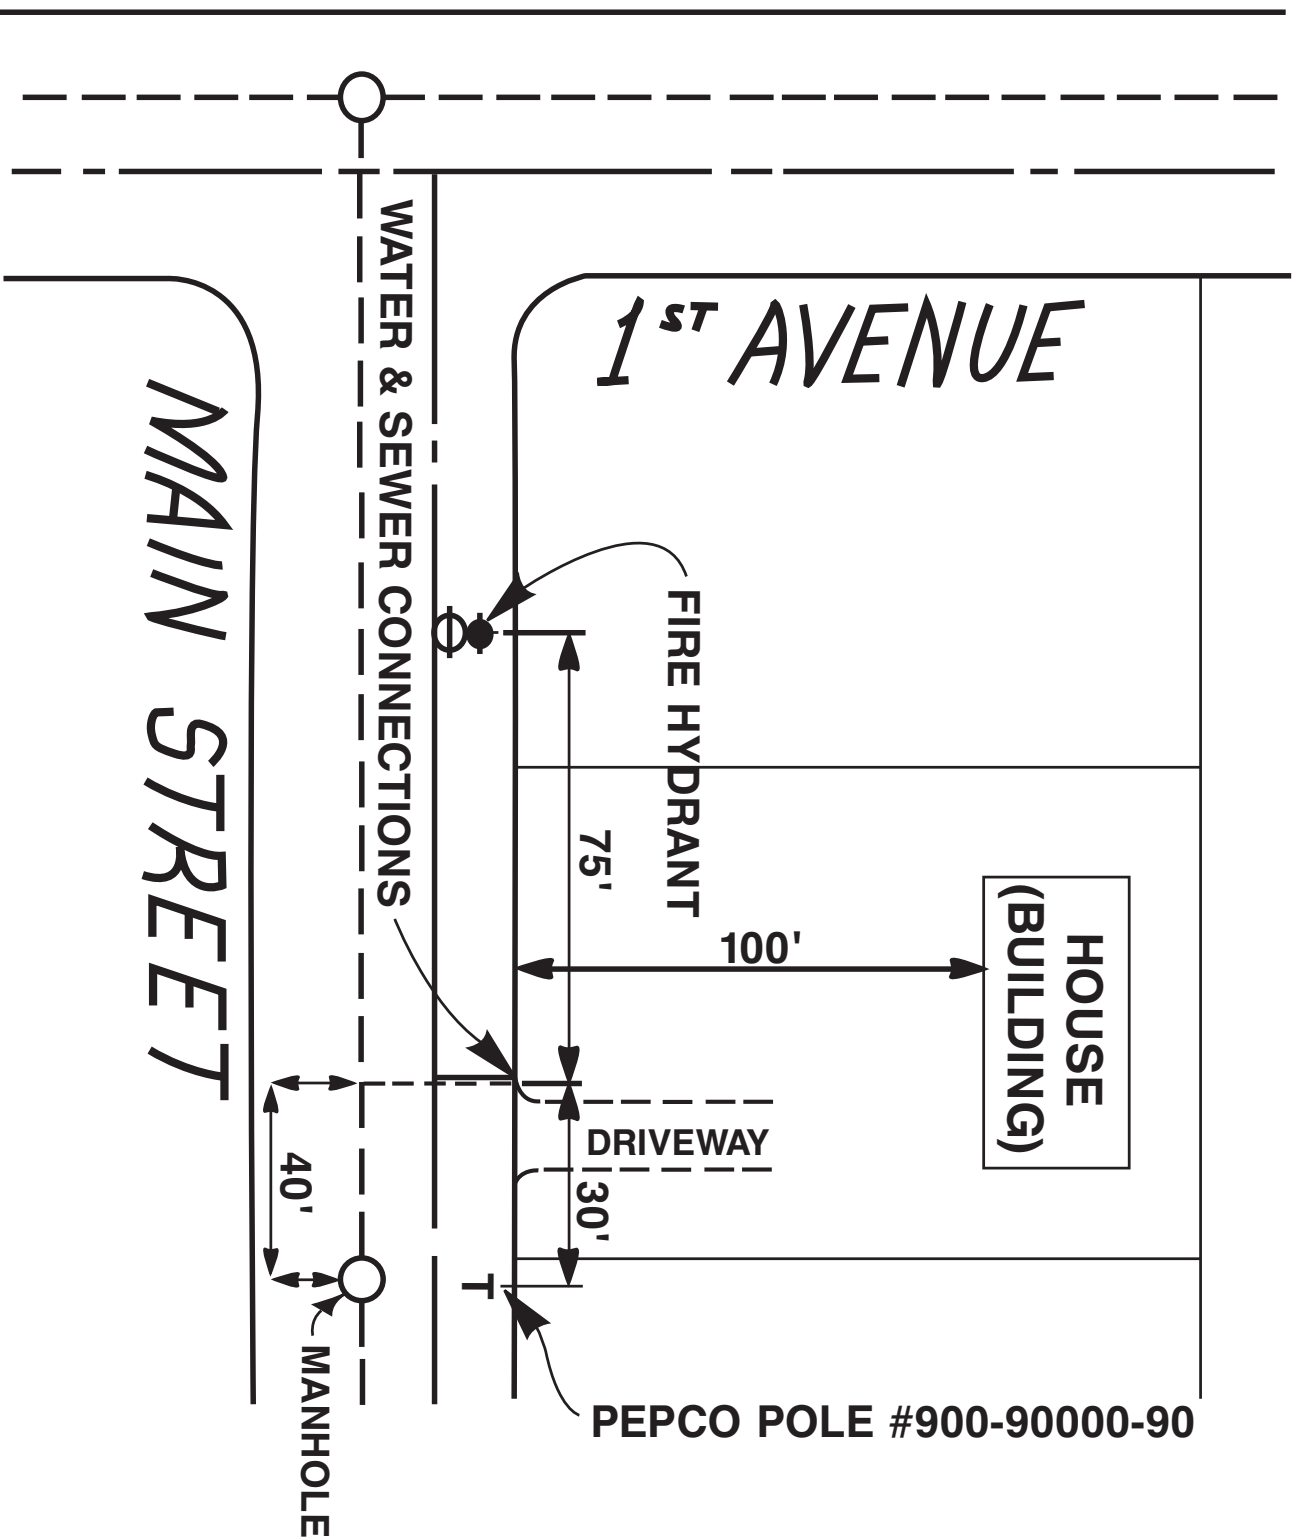 1ST AVENUE
MAIN STREET
WATER & SEWER CONNECTIONS
FIRE HYDRANT
75'
100'
HOUSE
(BUILDING)
DRIVEWAY
30'
40'
T
MANHOLE
PEPCO POLE #900-90000-90